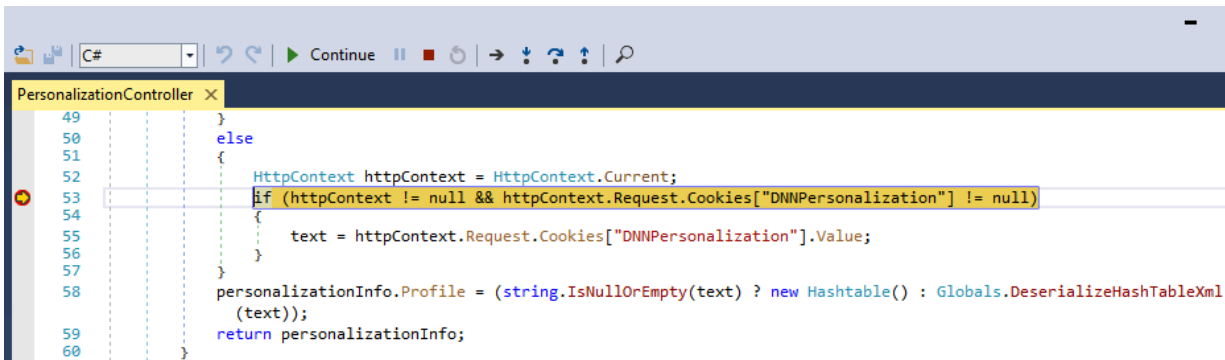 C# Continue
PersonalizationController
49 }
50 else
51 {
52 HttpContext httpContext = HttpContext.Current;
53 if (httpContext != null && httpContext.Request.Cookies["DNNPersonalization"] != null)
54 {
55 text = httpContext.Request.Cookies["DNNPersonalization"].Value;
56 }
57 }
58 personalizationInfo.Profile = (string.IsNullOrEmpty(text) ? new Hashtable() : Globals.DeserializeHashTableXml
(text));
59 return personalizationInfo;
60 }